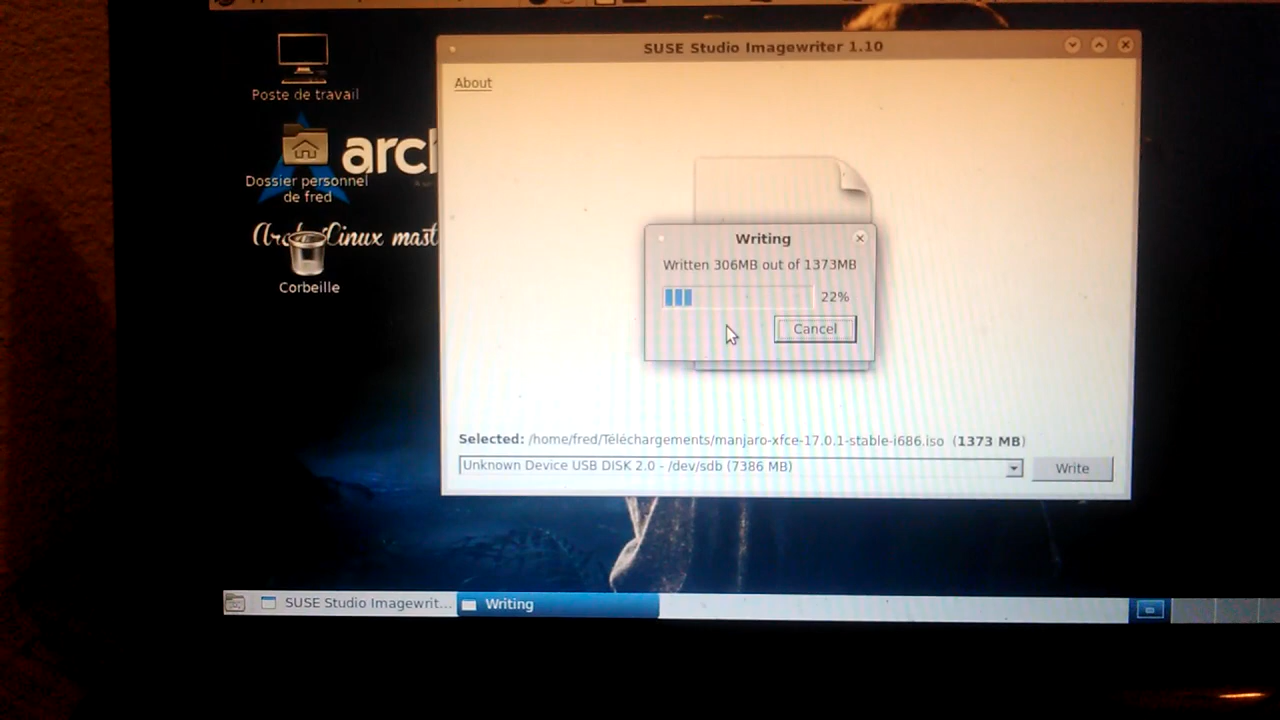 SUSE Studio Imagewriter 1.10
About
Poste de travail
Dossier personnel
de fred
Corbeille
Writing
Written 306MB out of 1373MB
22%
Cancel
Selected: /home/fred/Téléchargements/manjaro-xfce-17.0.1-stable-i686.iso (1373 MB)
Unknown Device USB DISK 2.0 - /dev/sdb (7386 MB)
Write
SUSE Studio Imagewrit...
Writing